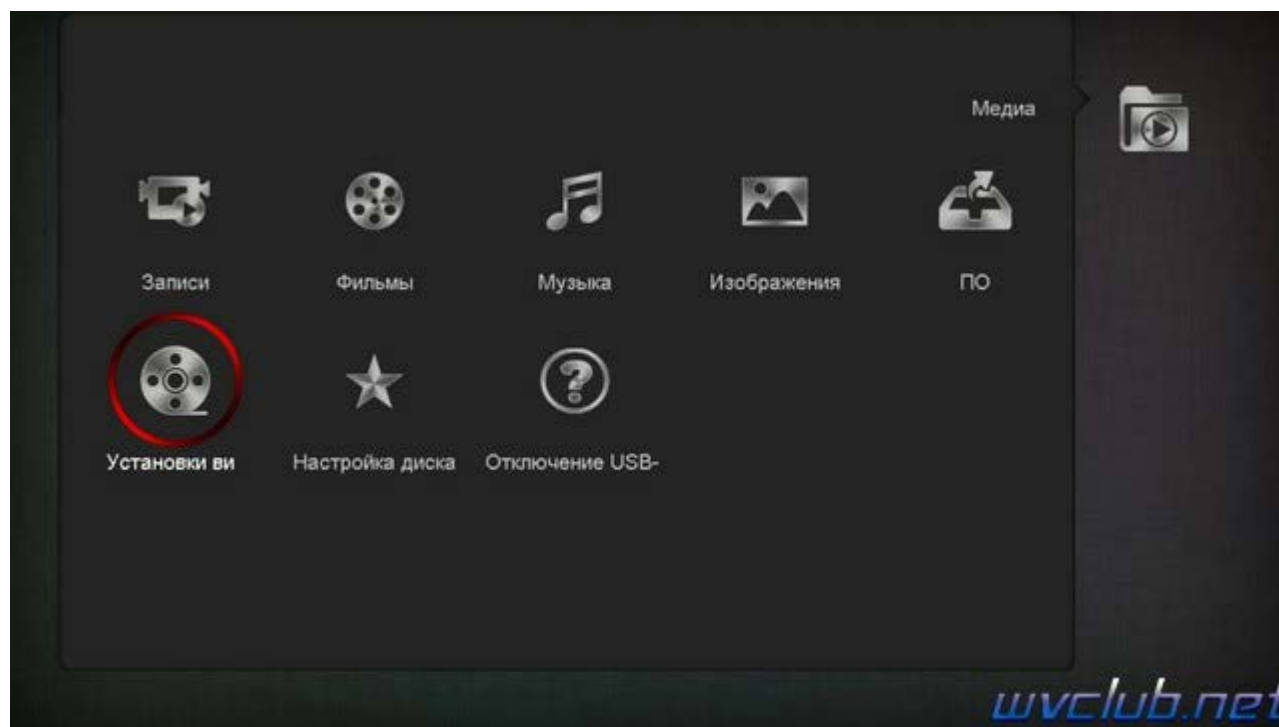 Медиа
Записи
Фильмы
Музыка
Изображения
ПО
Установки ви
Настройка диска
Отключение USB-
wvclub.net